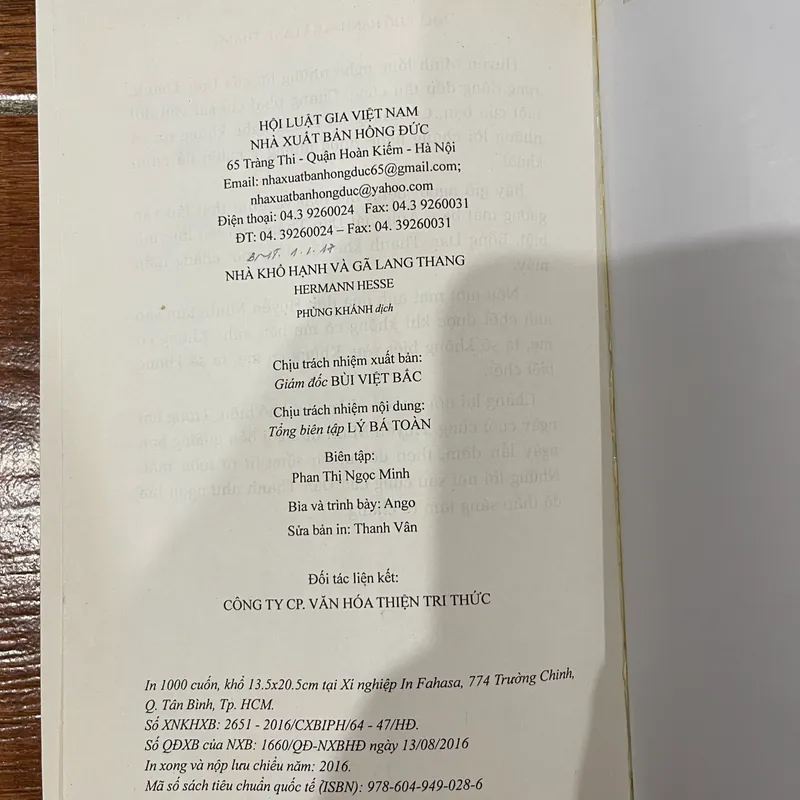 HỘI LUẬT GIA VIỆT NAM
NHÀ XUẤT BẢN HỒNG ĐỨC
65 Tràng Thi - Quận Hoàn Kiếm - Hà Nội
Email: nhaxuatbanhongduc65@gmail.com;
nhaxuatbanhongduc@yahoo.com
Điện thoại: 04.3 9260024 Fax: 04.3 9260031
ĐT: 04. 39260024 – Fax: 04. 39260031
BMT. 1.1.17
NHÀ KHỔ HẠNH VÀ GÃ LANG THANG
HERMANN HESSE
PHÙNG KHÁNH dịch
Chịu trách nhiệm xuất bản:
Giám đốc BÙI VIỆT BẮC
Chịu trách nhiệm nội dung:
Tổng biên tập LÝ BÁ TOÀN
Biên tập:
Phan Thị Ngọc Minh
Bìa và trình bày: Ango
Sửa bản in: Thanh Vân
Đối tác liên kết:
CÔNG TY CP. VĂN HÓA THIỆN TRI THỨC
In 1000 cuốn, khổ 13.5x20.5cm tại Xí nghiệp In Fahasa, 774 Trường Chinh,
Q. Tân Bình, Tp. HCM.
Số XNKHXB: 2651 - 2016/CXBIPH/64 - 47/HĐ.
Số QĐXB của NXB: 1660/QĐ-NXBHĐ ngày 13/08/2016
In xong và nộp lưu chiểu năm: 2016.
Mã số sách tiêu chuẩn quốc tế (ISBN): 978-604-949-028-6